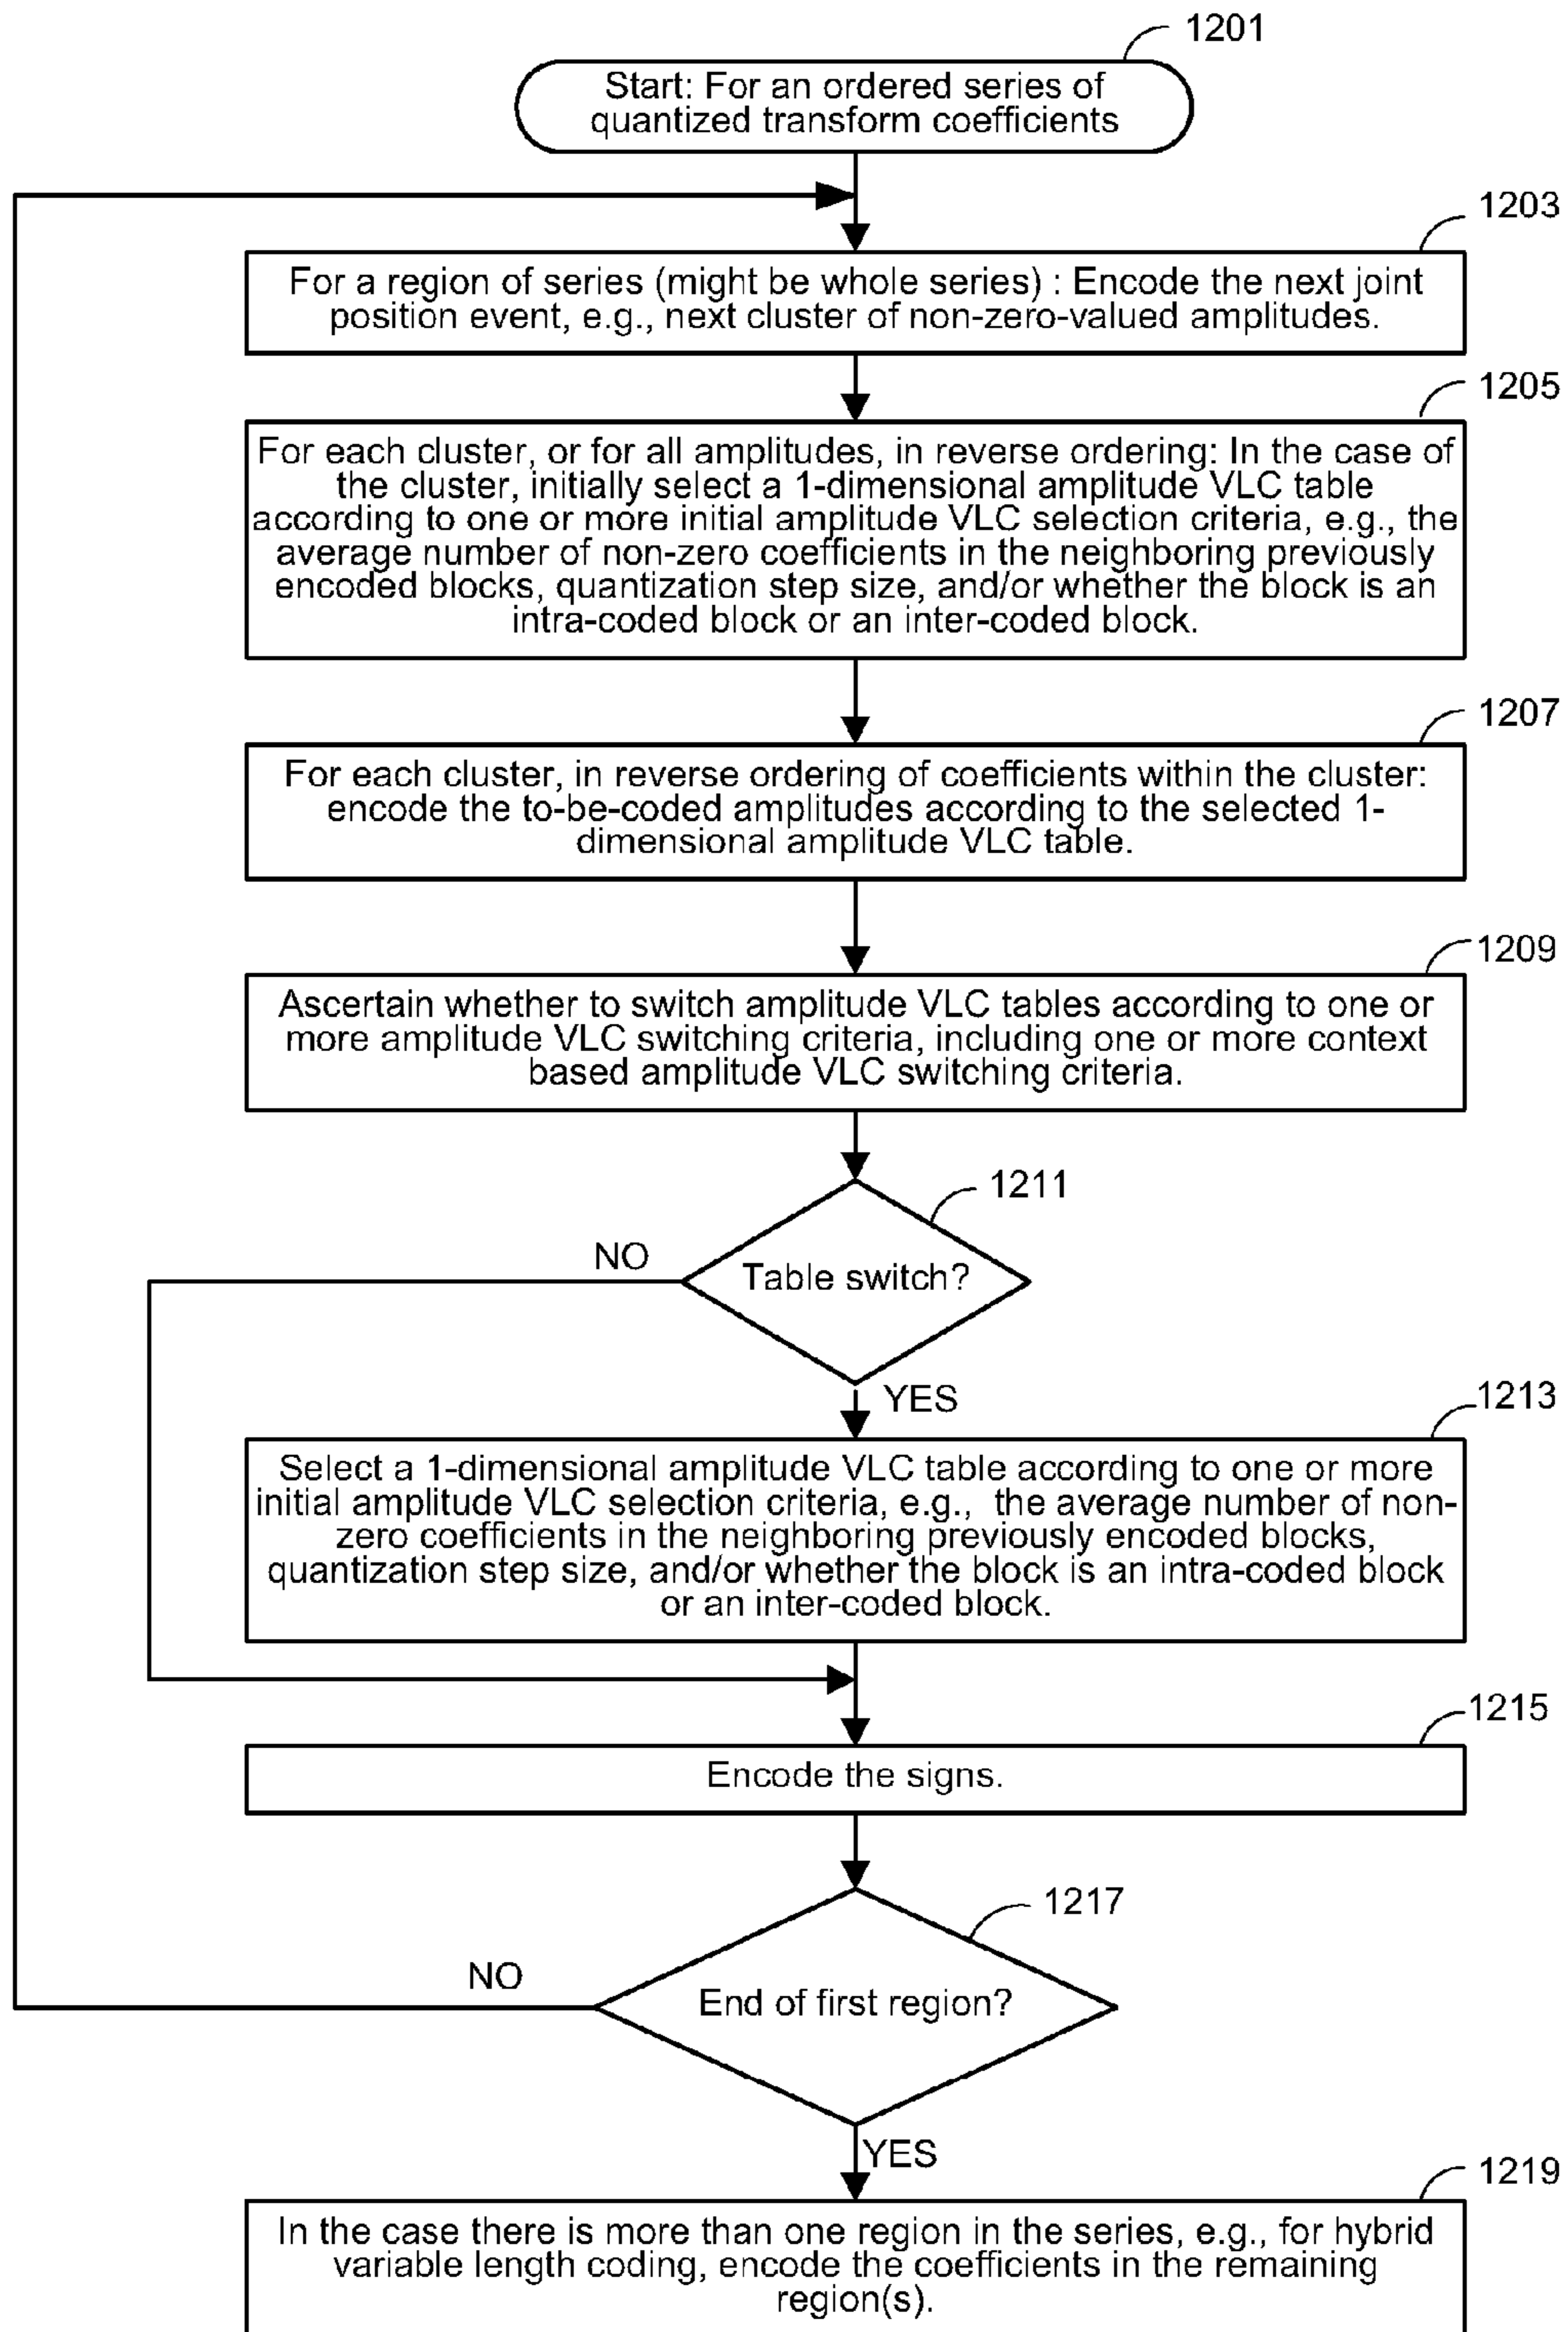 1201
Start: For an ordered series of
quantized transform coefficients
1203
For a region of series (might be whole series) : Encode the next joint
position event, e.g., next cluster of non-zero-valued amplitudes.
1205
For each cluster, or for all amplitudes, in reverse ordering: In the case of
the cluster, initially select a 1-dimensional amplitude VLC table
according to one or more initial amplitude VLC selection criteria, e.g., the
average number of non-zero coefficients in the neighboring previously
encoded blocks, quantization step size, and/or whether the block is an
intra-coded block or an inter-coded block.
1207
For each cluster, in reverse ordering of coefficients within the cluster:
encode the to-be-coded amplitudes according to the selected 1-
dimensional amplitude VLC table.
1209
Ascertain whether to switch amplitude VLC tables according to one or
more amplitude VLC switching criteria, including one or more context
based amplitude VLC switching criteria.
1211
NO
Table switch?
YES
1213
Select a 1-dimensional amplitude VLC table according to one or more
initial amplitude VLC selection criteria, e.g., the average number of non-
zero coefficients in the neighboring previously encoded blocks,
quantization step size, and/or whether the block is an intra-coded block
or an inter-coded block.
1215
Encode the signs.
1217
NO
End of first region?
YES
1219
In the case there is more than one region in the series, e.g., for hybrid
variable length coding, encode the coefficients in the remaining
region(s).